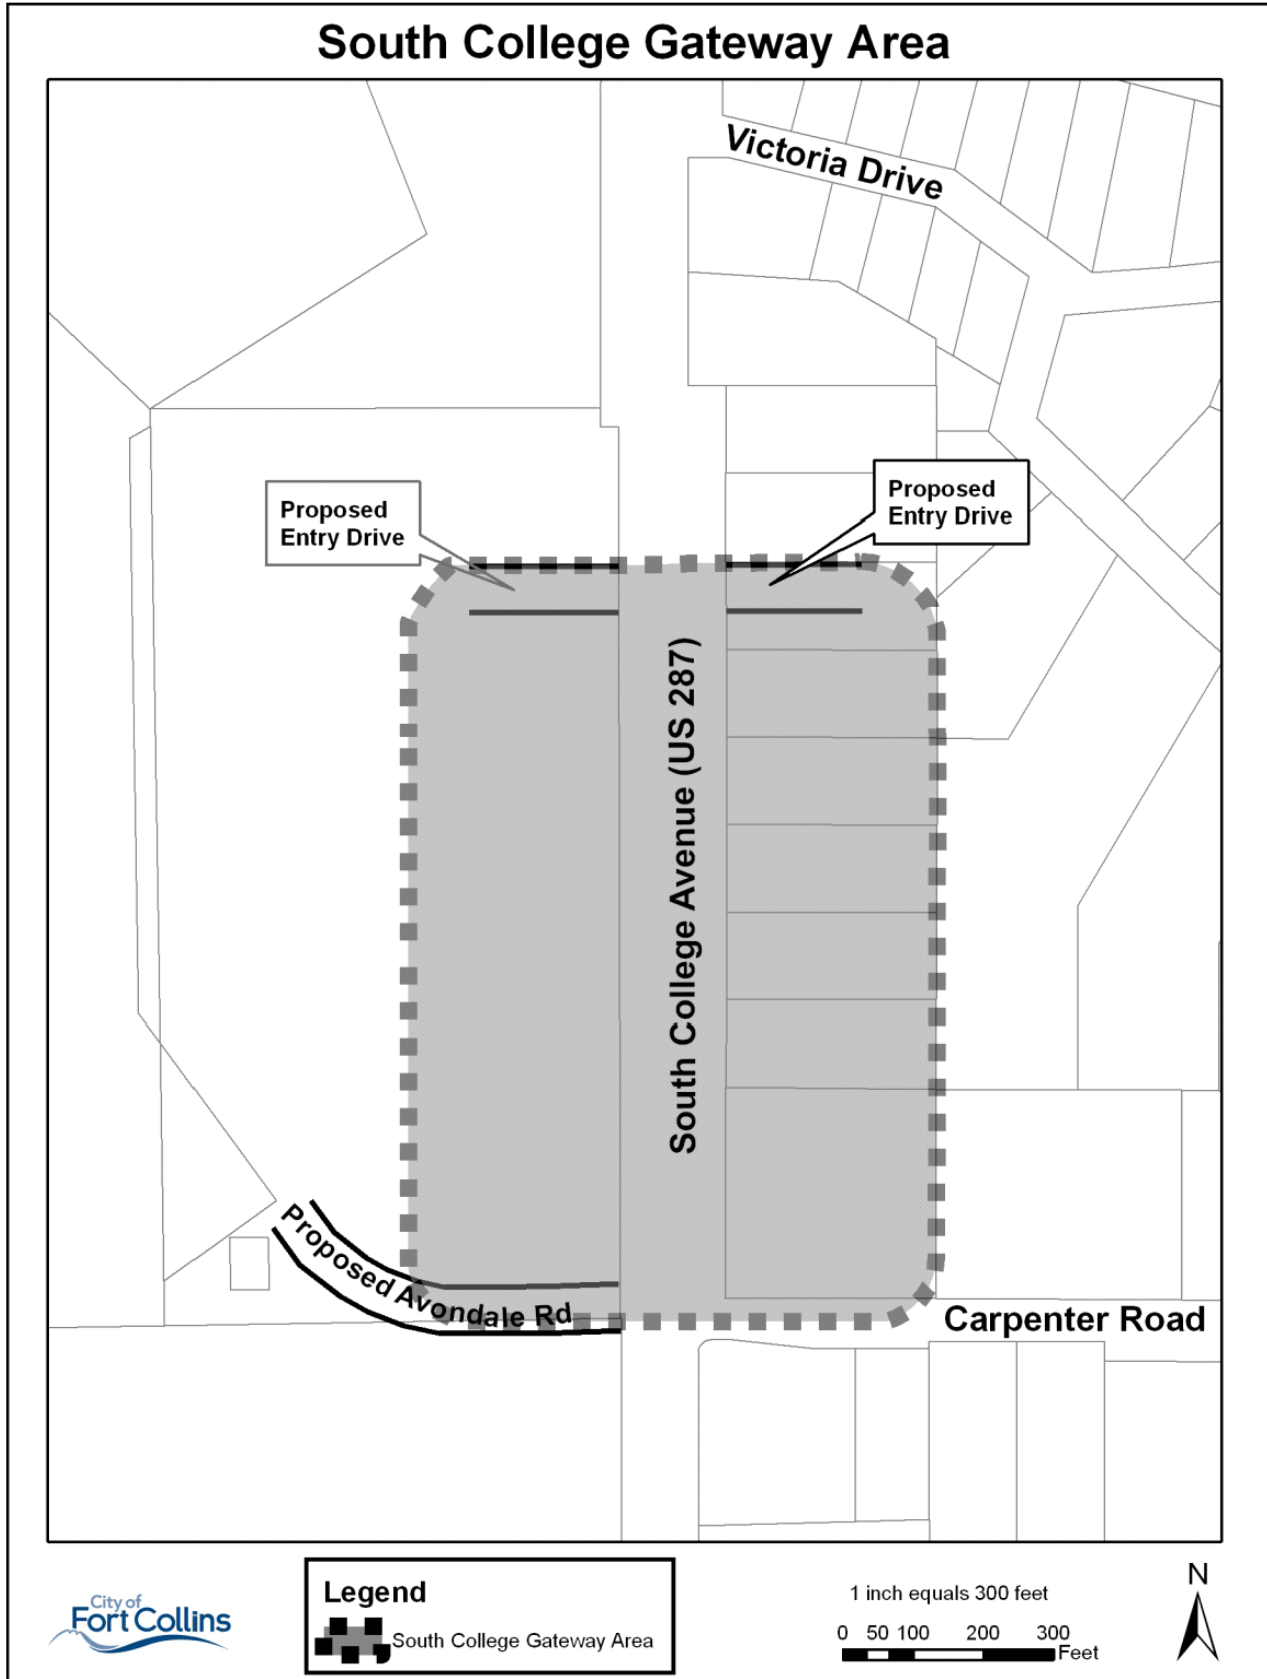 South College Gateway Area
Victoria Drive
Proposed
Entry Drive
Proposed
Entry Drive
South College Avenue (US 287)
Proposed Avondale Rd
Carpenter Road
City of
Fort Collins
Legend
South College Gateway Area
1 inch equals 300 feet
0 50 100 200 300
Feet
N